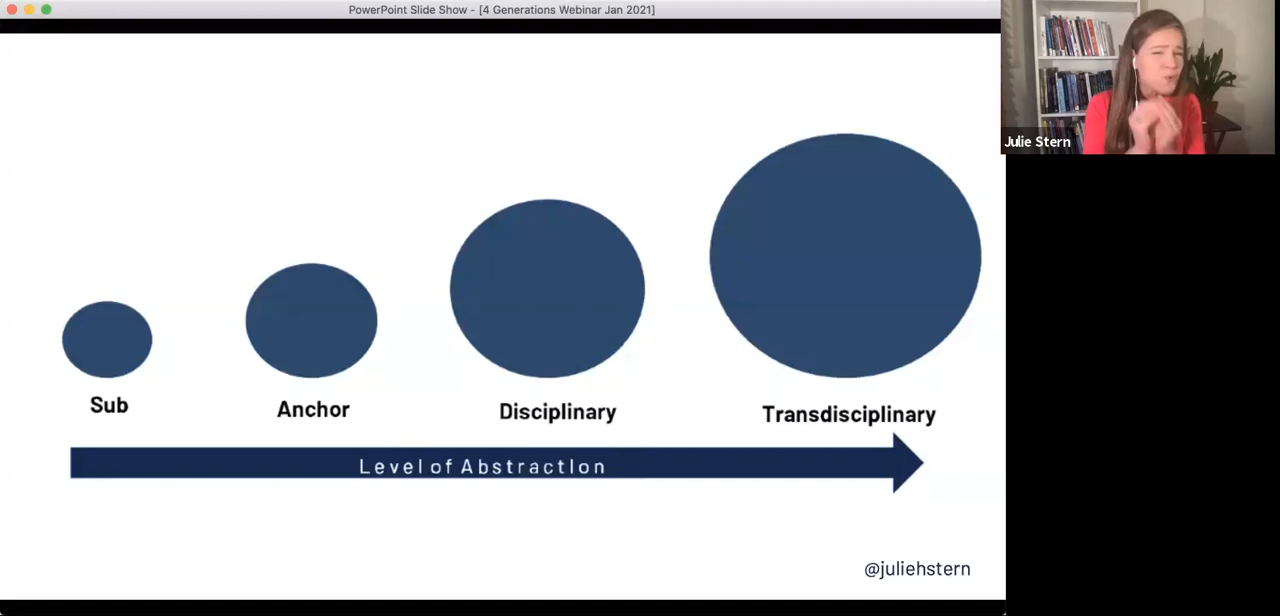 PowerPoint Slide Show - [4 Generations Webinar Jan 2021]
Julie Stern
Sub
Anchor
Disciplinary
Transdisciplinary
Level of Abstraction
@juliehstern